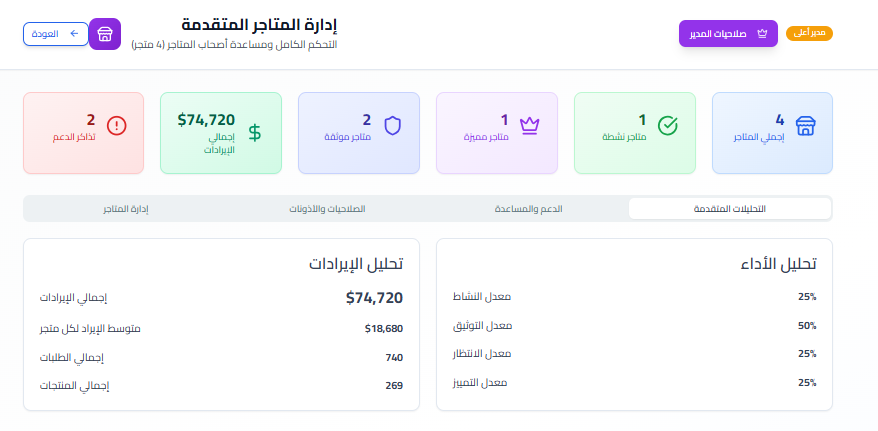 إدارة المتاجر المتقدمة
التحكم الكامل ومساعدة أصحاب المتاجر (4 متجر)
العودة
صلاحيات المدير
مدير أعلى
4
إجمالي المتاجر
1
متاجر نشطة
1
متاجر مميزة
2
متاجر موثقة
$74,720
إجمالي
الإيرادات
2
تذاكر الدعم
التحليلات المتقدمة
الدعم والمساعدة
الصلاحيات والأذونات
إدارة المتاجر
تحليل الأداء
معدل النشاط 25%
معدل التوثيق 50%
معدل الانتظار 25%
معدل التمييز 25%
تحليل الإيرادات
إجمالي الإيرادات $74,720
متوسط الإيراد لكل متجر $18,680
إجمالي الطلبات 740
إجمالي المنتجات 269